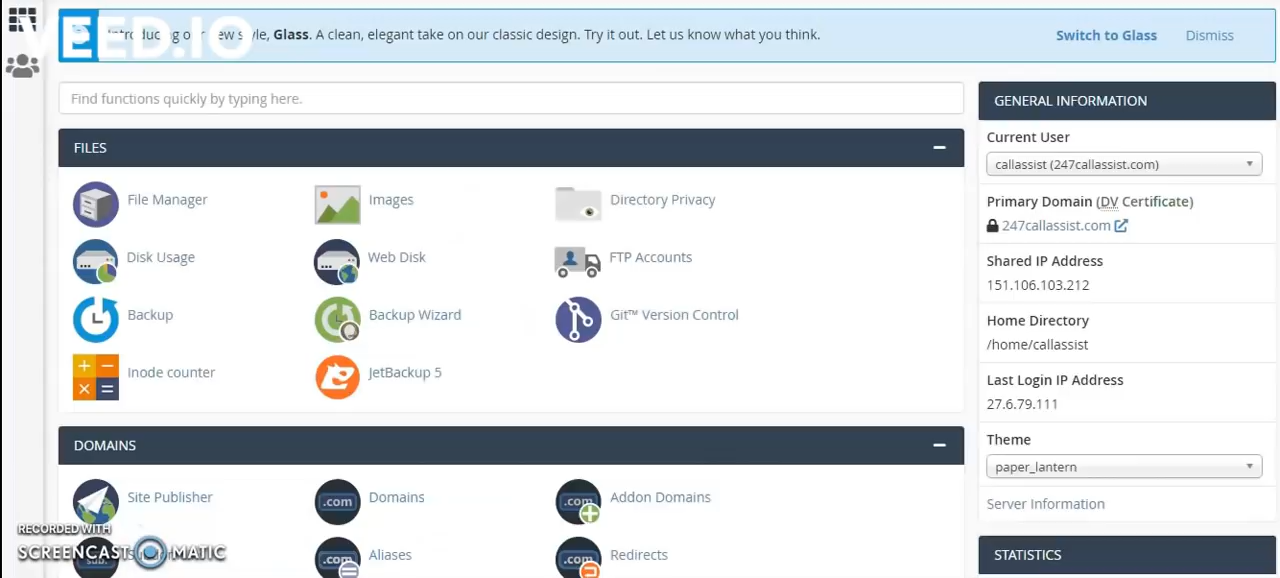 VEED.IO
Introducing our new style, Glass. A clean, elegant take on our classic design. Try it out. Let us know what you think.
Switch to Glass
Dismiss
Find functions quickly by typing here.
FILES
File Manager
Images
Directory Privacy
Disk Usage
Web Disk
FTP Accounts
Backup
Backup Wizard
Git™ Version Control
Inode counter
JetBackup 5
DOMAINS
Site Publisher
Domains
Addon Domains
Aliases
Redirects
GENERAL INFORMATION
Current User
callassist (247callassist.com)
Primary Domain (DV Certificate)
247callassist.com
Shared IP Address
151.106.103.212
Home Directory
/home/callassist
Last Login IP Address
27.6.79.111
Theme
paper_lantern
Server Information
STATISTICS
RECORDED WITH
SCREENCAST MATIC